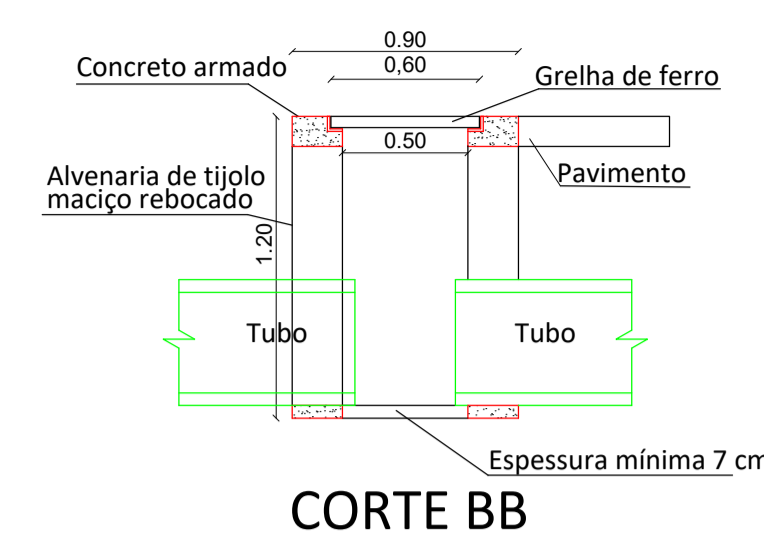 0.90
Concreto armado
0,60
Grelha de ferro
0.50
Alvenaria de tijolo
maciço rebocado
Pavimento
1.20
Tubo
Tubo
Espessura mínima 7 cm
CORTE BB